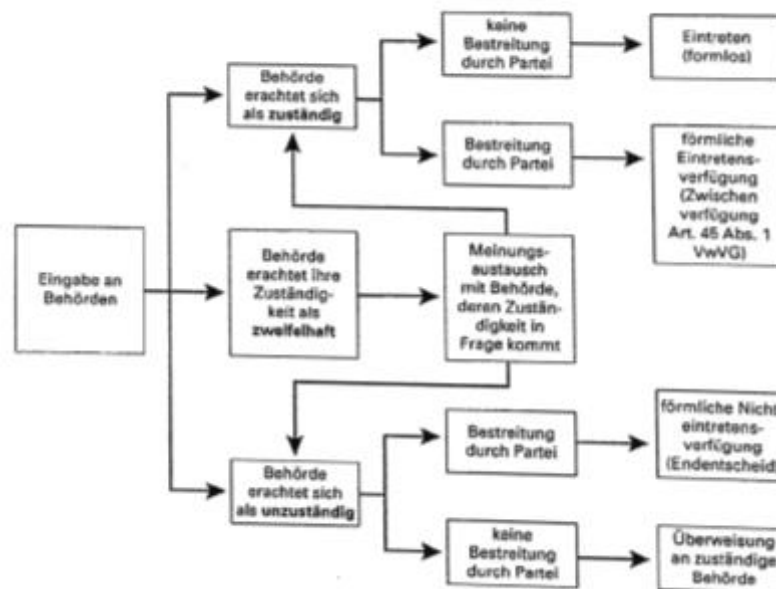 keine
Bestreitung
durch Partei
Eintreten
(formlos)
Behörde
erachtet sich
als zuständig
Bestreitung
durch Partei
förmliche
Eintretens-
verfügung
(Zwischen
verfügung
Art. 45 Abs. 1
VwVG)
Eingabe an
Behörden
Behörde
erachtet ihre
Zuständig-
keit als
zweifelhaft
Meinungs-
austausch
mit Behörde,
deren Zustän-
digkeit in
Frage kommt
Behörde
erachtet sich
als unzuständig
Bestreitung
durch Partei
förmliche Nicht
eintretens-
verfügung
(Endentscheid)
keine
Bestreitung
durch Partei
Überweisung
an zuständige
Behörde